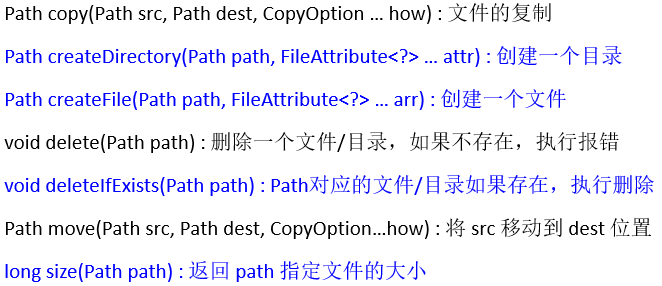 Path copy(Path src, Path dest, CopyOption … how) : 文件的复制
Path createDirectory(Path path, FileAttribute<?> … attr) : 创建一个目录
Path createFile(Path path, FileAttribute<?> … arr) : 创建一个文件
void delete(Path path) : 删除一个文件/目录，如果不存在，执行报错
void deleteIfExists(Path path) : Path对应的文件/目录如果存在，执行删除
Path move(Path src, Path dest, CopyOption…how) : 将 src 移动到 dest 位置
long size(Path path) : 返回 path 指定文件的大小